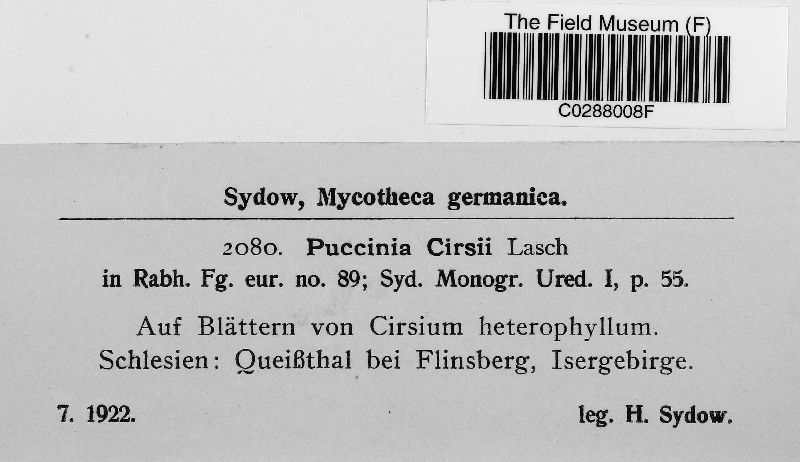 The Field Museum (F)
C0288008F
Sydow, Mycotheca germanica.
2080. Puccinia Cirsii Lasch
in Rabh. Fg. eur. no. 89; Syd. Monogr. Ured. I, p. 55.
Auf Blättern von Cirsium heterophyllum.
Schlesien: Queißthal bei Flinsberg, Isergebirge.
7. 1922. leg. H. Sydow.